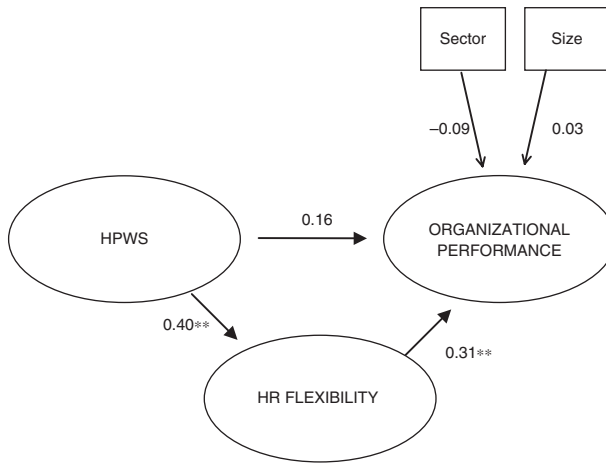 Sector
Size
–0.09
0.03
HPWS
0.16
ORGANIZATIONAL
PERFORMANCE
0.40**
0.31**
HR FLEXIBILITY